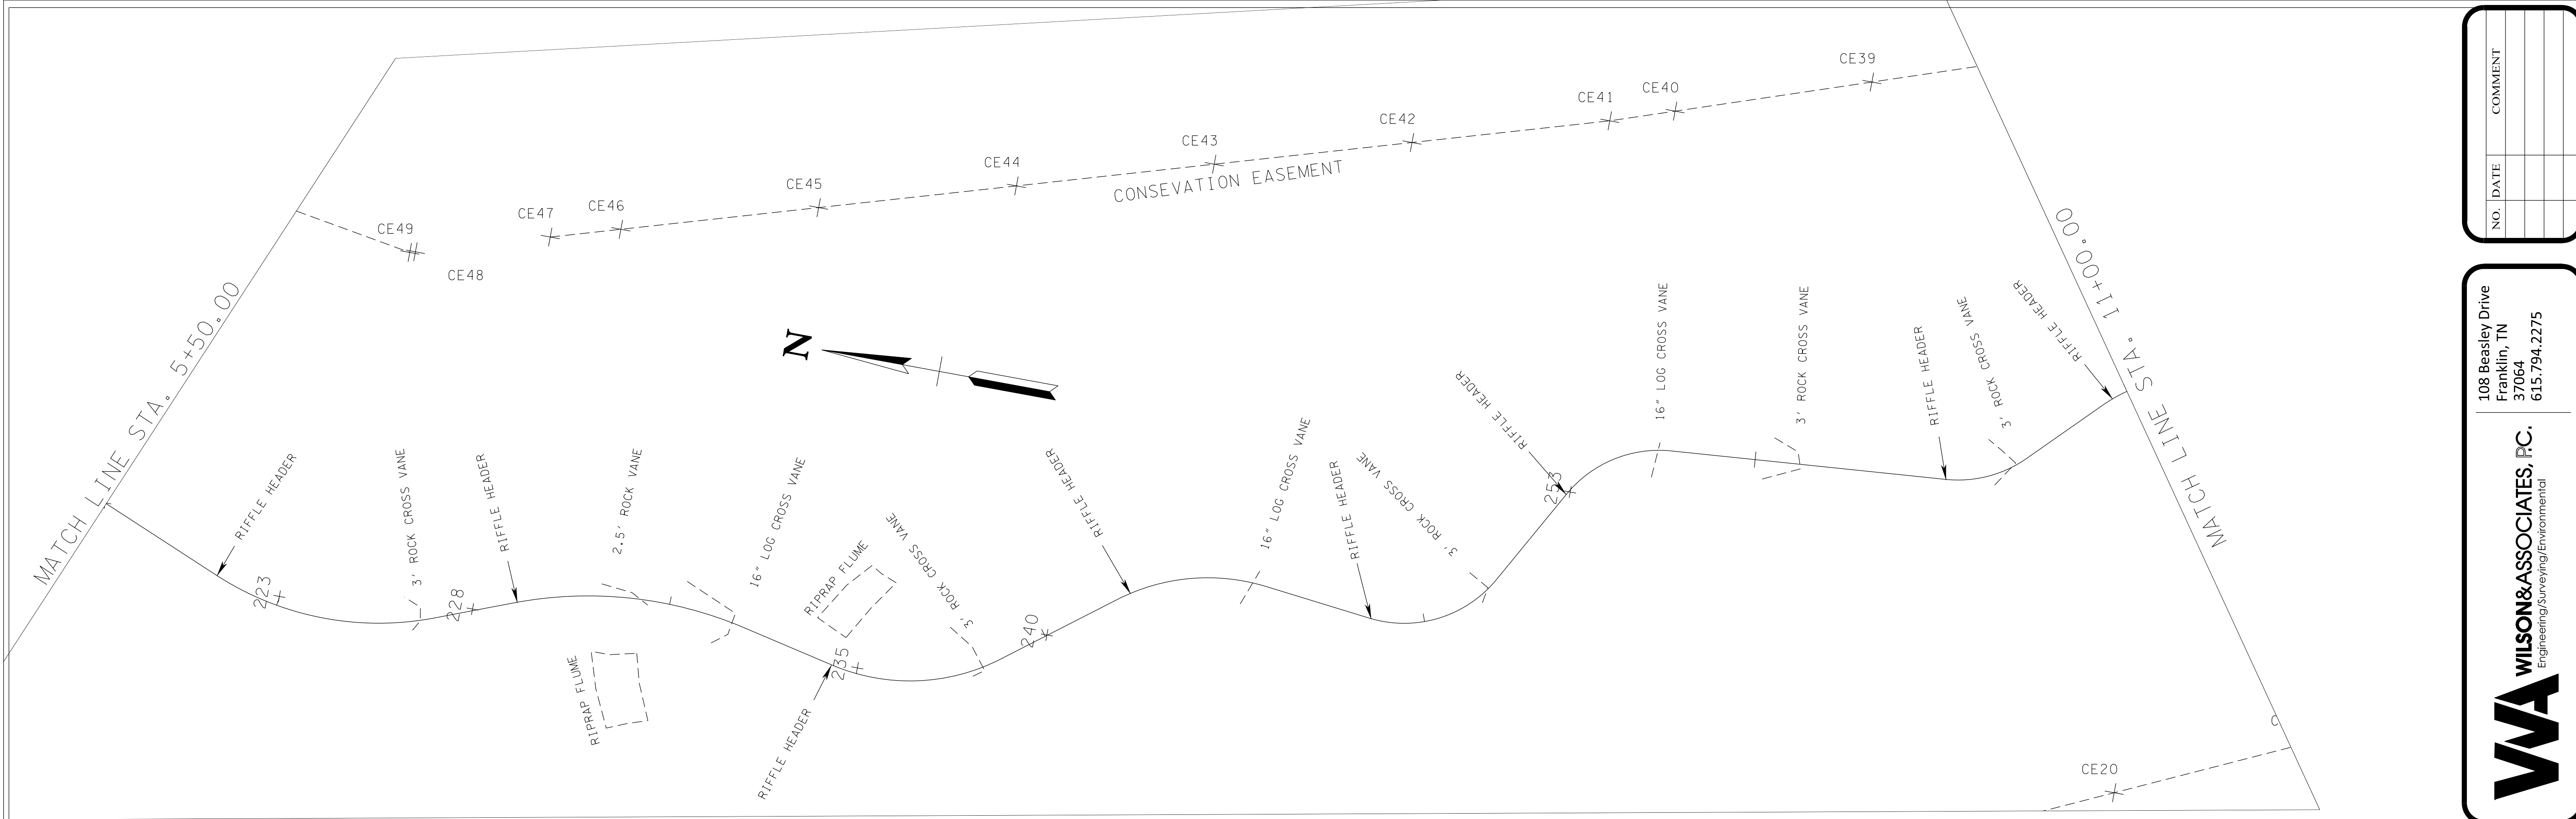 CE39
CE40
CE41
CE42
CE43
CE44
CE45
CE46
CE47
CE49
CE48
CONSEVATION EASEMENT
N
MATCH LINE STA. 5+50.00
RIFFLE HEADER
223
3' ROCK CROSS VANE
228
RIFFLE HEADER
2.5' ROCK VANE
16" LOG CROSS VANE
RIPRAP FLUME
RIPRAP FLUME
RIFFLE HEADER
235
3' ROCK CROSS VANE
240
RIFFLE HEADER
16" LOG CROSS VANE
RIFFLE HEADER
3' ROCK CROSS VANE
RIFFLE HEADER
253
16" LOG CROSS VANE
3' ROCK CROSS VANE
RIFFLE HEADER
3' ROCK CROSS VANE
RIFFLE HEADER
MATCH LINE STA. 11+00.00
C
CE20
NO. DATE COMMENT
WA
WILSON&ASSOCIATES, P.C.
Engineering/Surveying/Environmental
108 Beasley Drive
Franklin, TN
37064
615.794.2275